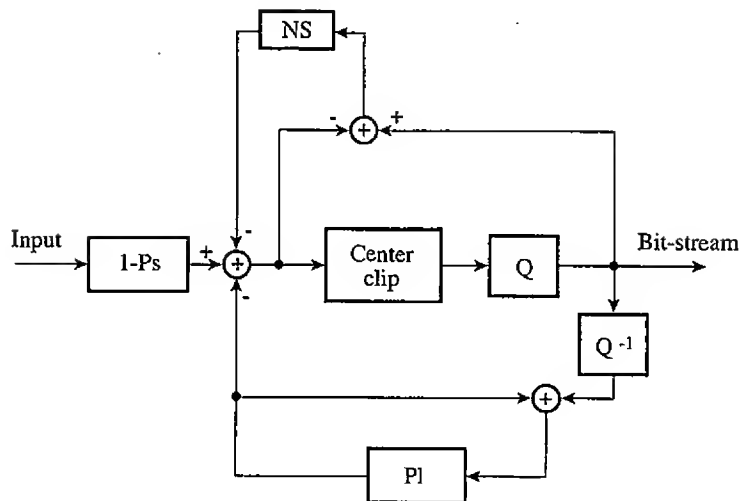 NS
-
+
Input
1-Ps
-
+
-
Center
clip
Q
Bit-stream
Q -1
Pl